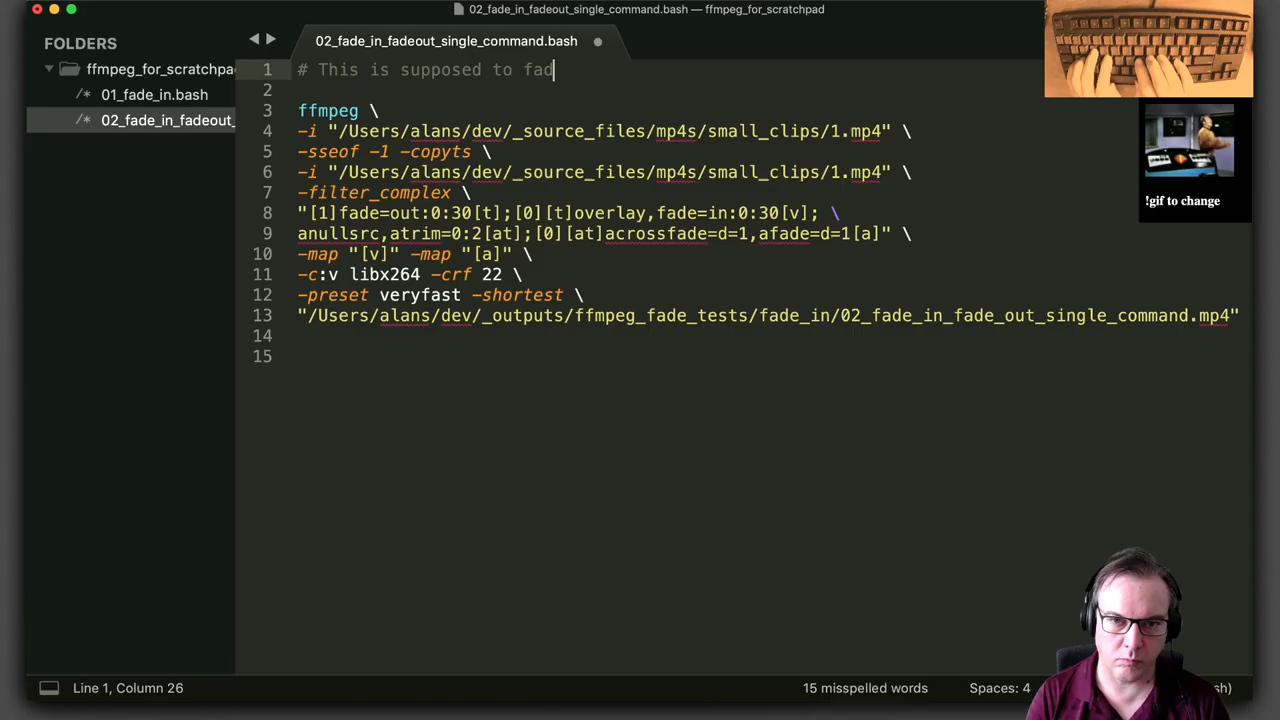 02_fade_in_fadeout_single_command.bash — ffmpeg_for_scratchpad
FOLDERS
ffmpeg_for_scratchpa
01_fade_in.bash
02_fade_in_fadeout_
02_fade_in_fadeout_single_command.bash
1 # This is supposed to fad
2
3 ffmpeg \
4 -i "/Users/alans/dev/_source_files/mp4s/small_clips/1.mp4" \
5 -sseof -1 -copyts \
6 -i "/Users/alans/dev/_source_files/mp4s/small_clips/1.mp4" \
7 -filter_complex \
8 "[1]fade=out:0:30[t];[0][t]overlay,fade=in:0:30[v]; \
9 anullsrc,atrim=0:2[at];[0][at]acrossfade=d=1,afade=d=1[a]" \
10 -map "[v]" -map "[a]" \
11 -c:v libx264 -crf 22 \
12 -preset veryfast -shortest \
13 "/Users/alans/dev/_outputs/ffmpeg_fade_tests/fade_in/02_fade_in_fade_out_single_command.mp4"
14
15
!gif to change
Line 1, Column 26
15 misspelled words
Spaces: 4
sh)